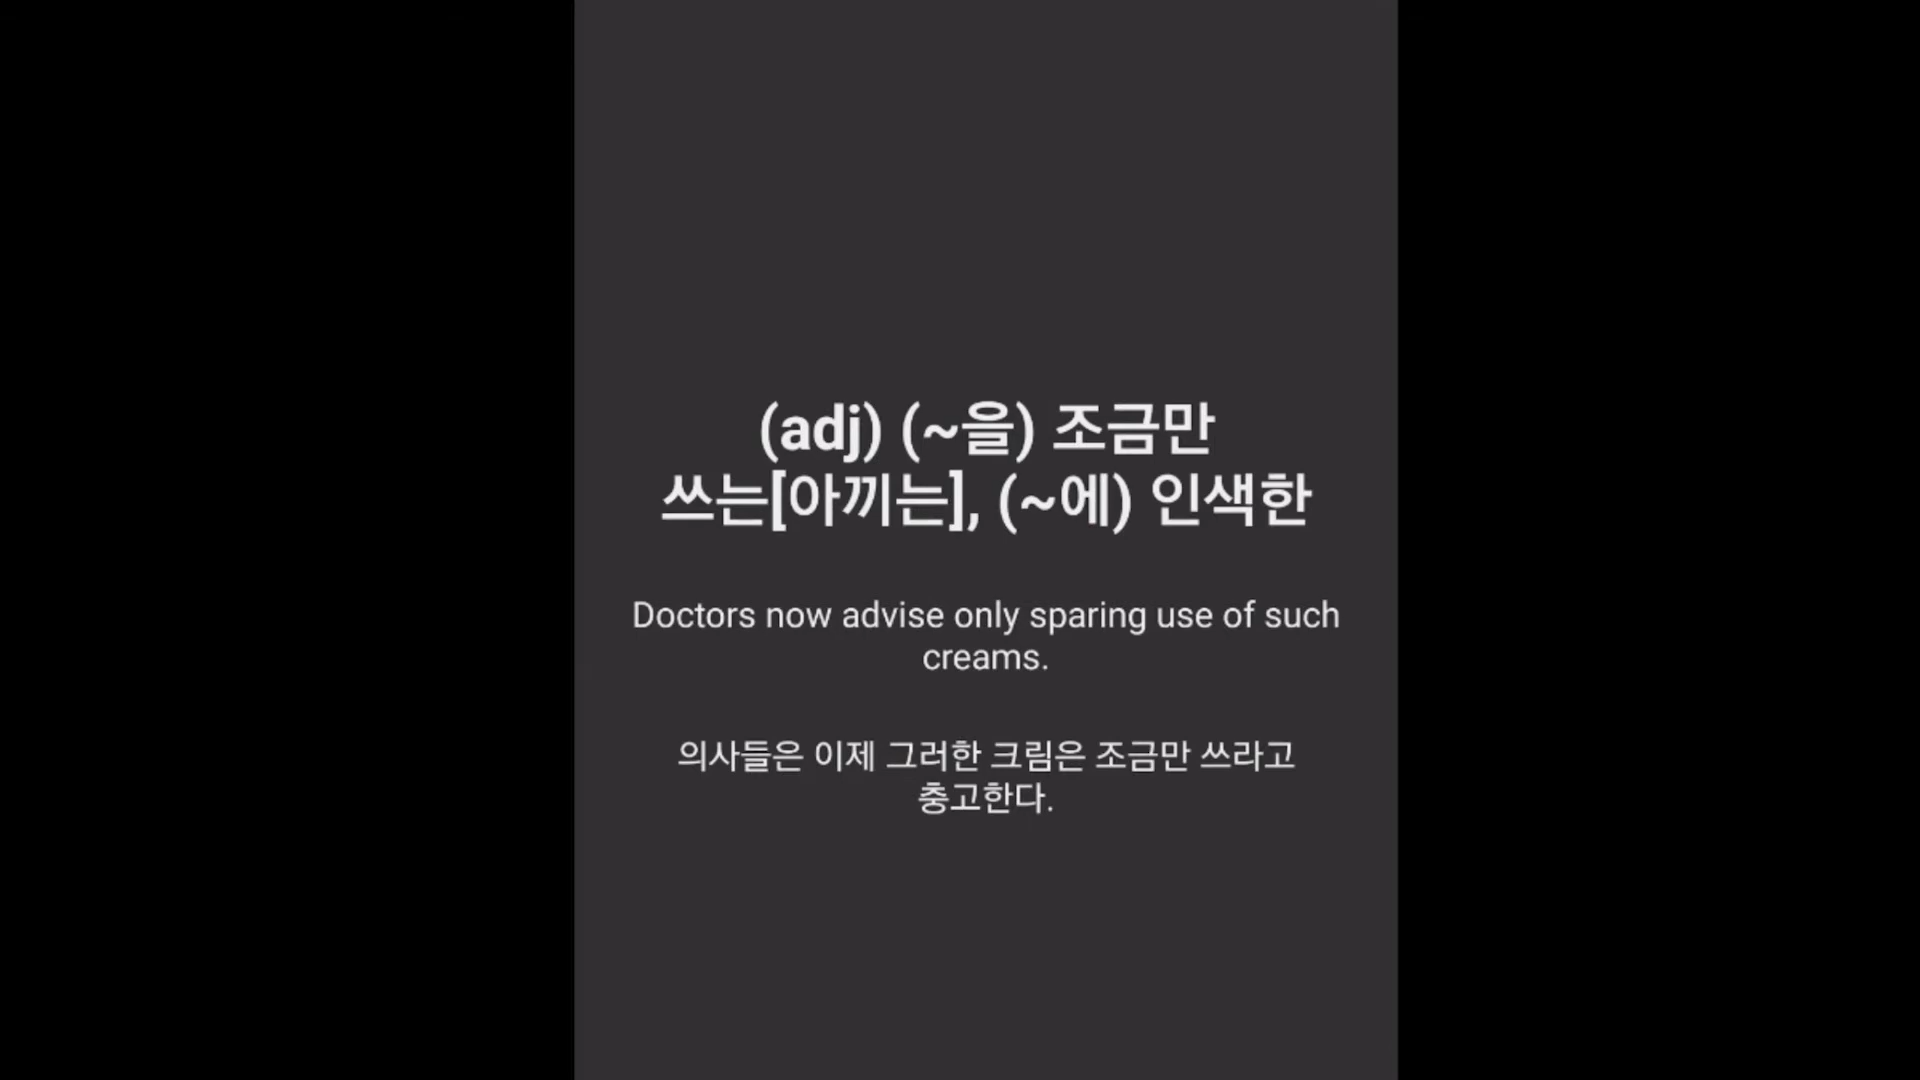 (adj) (~을) 조금만
쓰는[아끼는], (~에) 인색한
Doctors now advise only sparing use of such
creams.
의사들은 이제 그러한 크림은 조금만 쓰라고
충고한다.